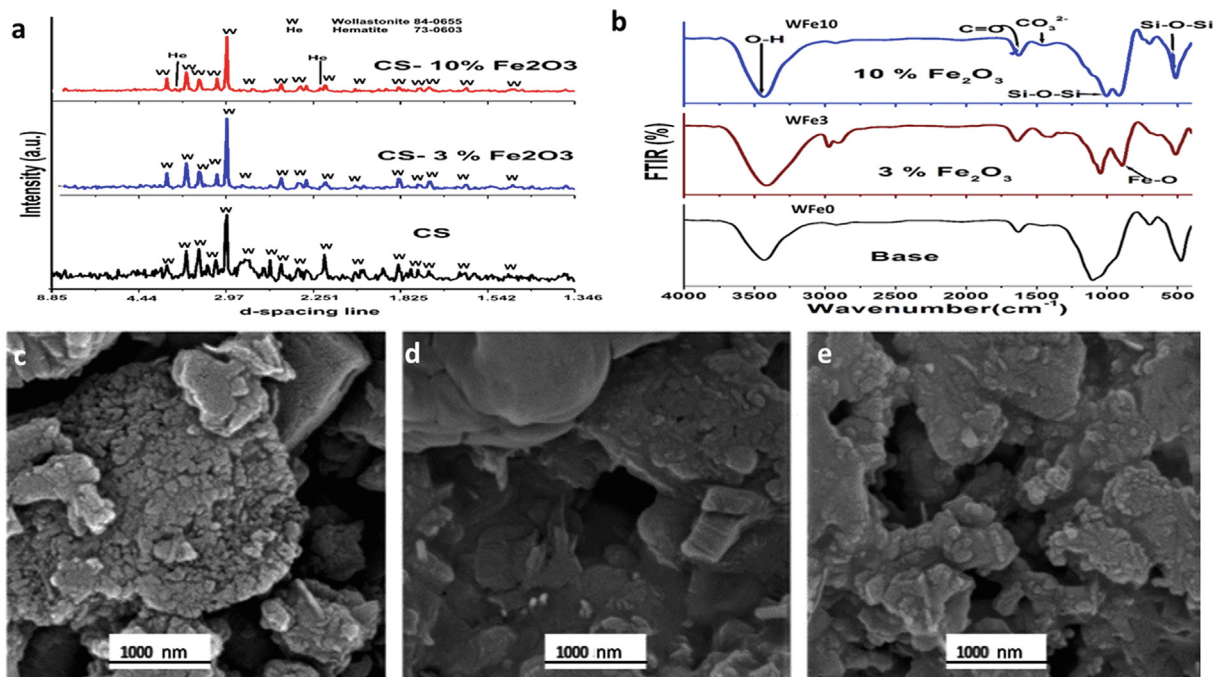 a
W Wollastonite 84-0655
He Hematite 73-0603
W
He
W W W W W W W W He W W W W W W W
CS- 10% Fe2O3
W
W W W W W W W W W W W W W W
CS- 3 % Fe2O3
W
W W W W W W W W W W W W W W W
CS
Intensity (a.u.)
8.85 4.44 2.97 2.251 1.825 1.542 1.346
d-spacing line
b
WFe10
O-H
C=O
CO₃²⁻
Si-O-Si
10 % Fe₂O₃
Si-O-Si
WFe3
3 % Fe₂O₃
Fe-O
WFe0
Base
FTIR (%)
4000 3500 3000 2500 2000 1500 1000 500
Wavenumber(cm⁻¹)
c
1000 nm
d
1000 nm
e
1000 nm